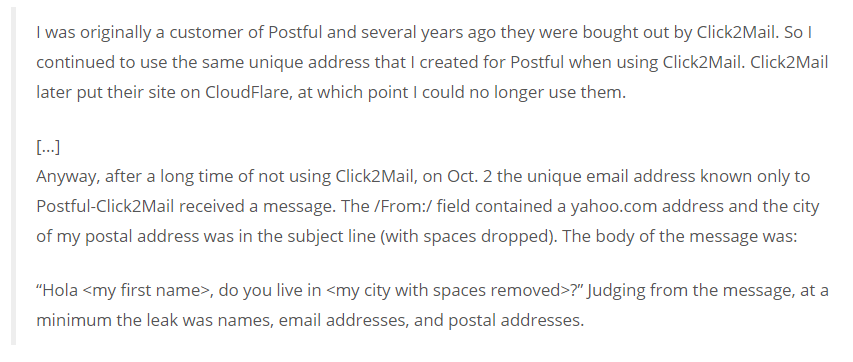 I was originally a customer of Postful and several years ago they were bought out by Click2Mail. So I
continued to use the same unique address that I created for Postful when using Click2Mail. Click2Mail
later put their site on CloudFlare, at which point I could no longer use them.
[...]
Anyway, after a long time of not using Click2Mail, on Oct. 2 the unique email address known only to
Postful-Click2Mail received a message. The /From:/ field contained a yahoo.com address and the city
of my postal address was in the subject line (with spaces dropped). The body of the message was:
“Hola <my first name>, do you live in <my city with spaces removed>?” Judging from the message, at a
minimum the leak was names, email addresses, and postal addresses.